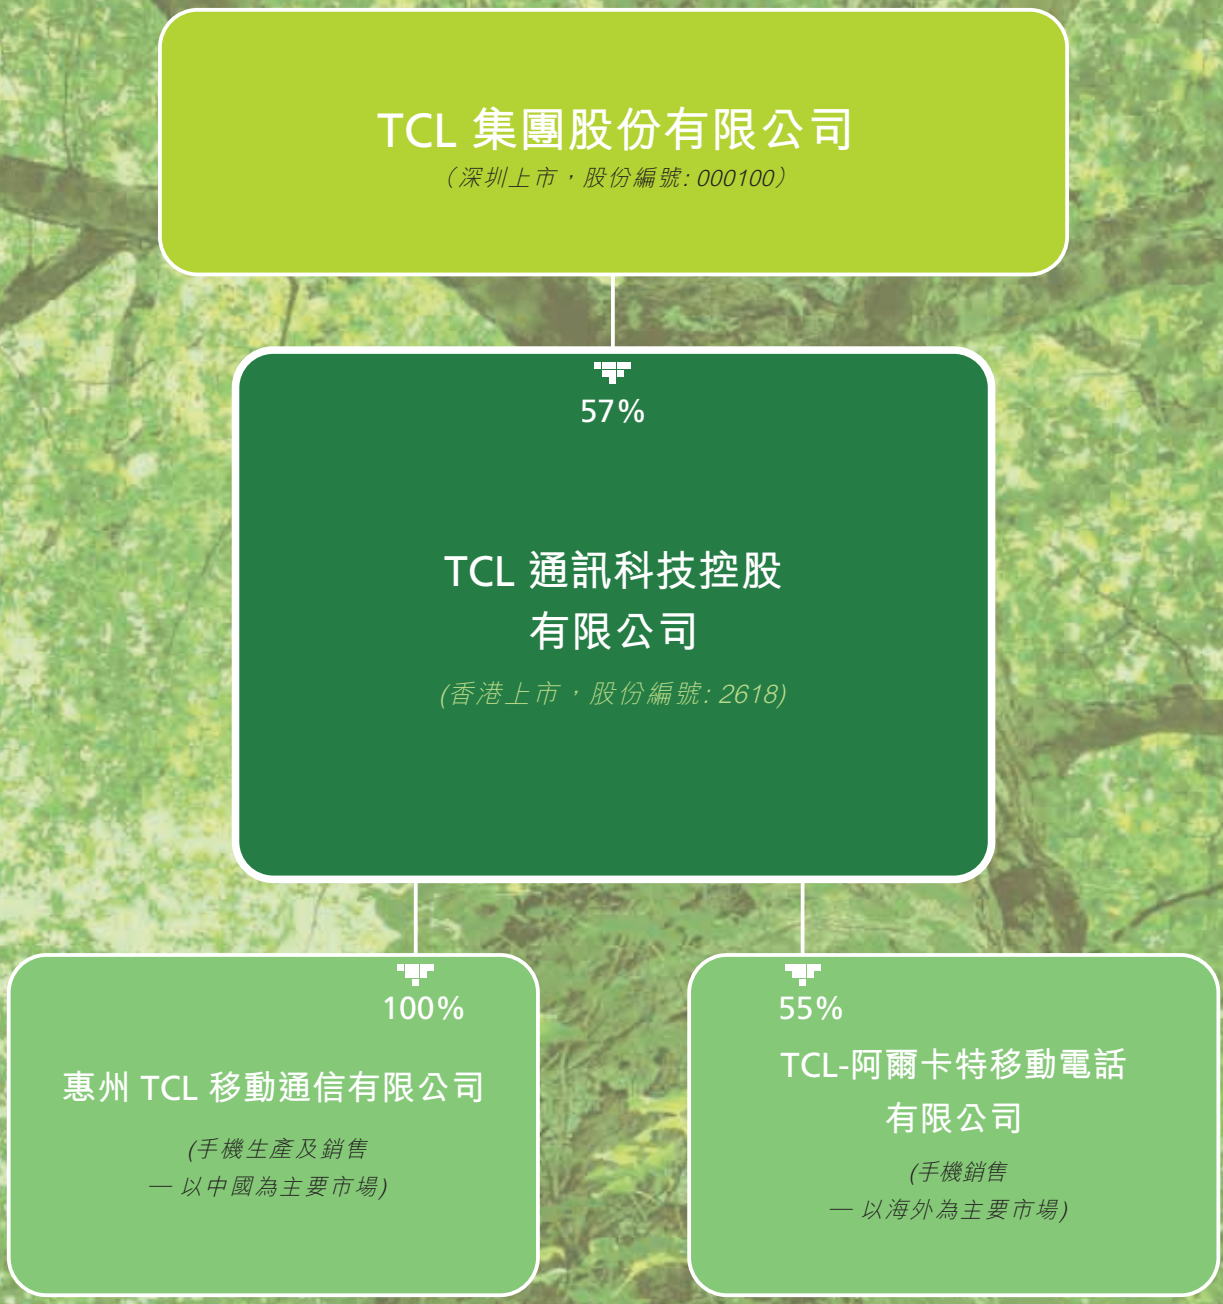 TCL 集團股份有限公司
（深圳上市，股份編號: 000100）
57%
TCL 通訊科技控股
有限公司
(香港上市，股份編號: 2618)
100%
惠州 TCL 移動通信有限公司
(手機生產及銷售
— 以中國為主要市場)
55%
TCL-阿爾卡特移動電話
有限公司
(手機銷售
— 以海外為主要市場)